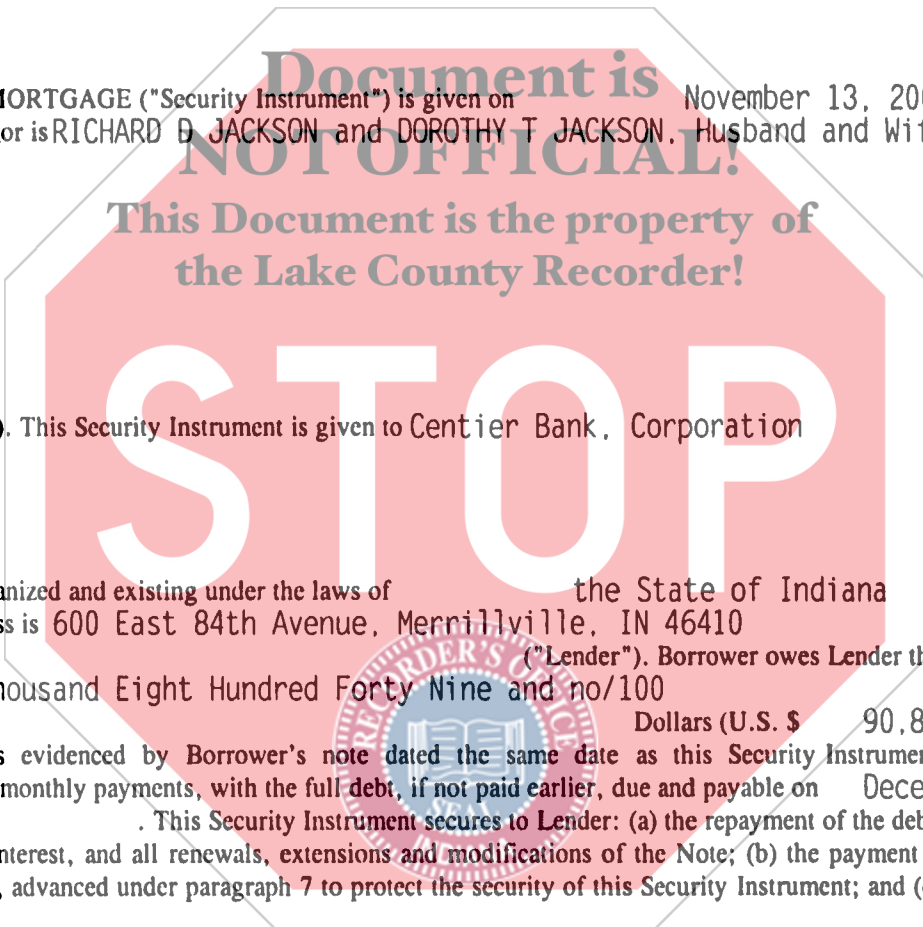 Document is
MORTGAGE ("Security Instrument") is given on November 13, 20
or is RICHARD D JACKSON and DOROTHY T JACKSON, Husband and Wif
NOT OFFICIAL!
This Document is the property of
the Lake County Recorder!
STOP
). This Security Instrument is given to Centier Bank, Corporation
anized and existing under the laws of the State of Indiana
ss is 600 East 84th Avenue, Merrillville, IN 46410
("Lender"). Borrower owes Lender th
housand Eight Hundred Forty Nine and no/100
Dollars (U.S. $ 90,8
s evidenced by Borrower's note dated the same date as this Security Instrumen
monthly payments, with the full debt, if not paid earlier, due and payable on Dece
. This Security Instrument secures to Lender: (a) the repayment of the deb
nterest, and all renewals, extensions and modifications of the Note; (b) the payment
, advanced under paragraph 7 to protect the security of this Security Instrument; and (
RECORDER'S OFFICE
SEAL